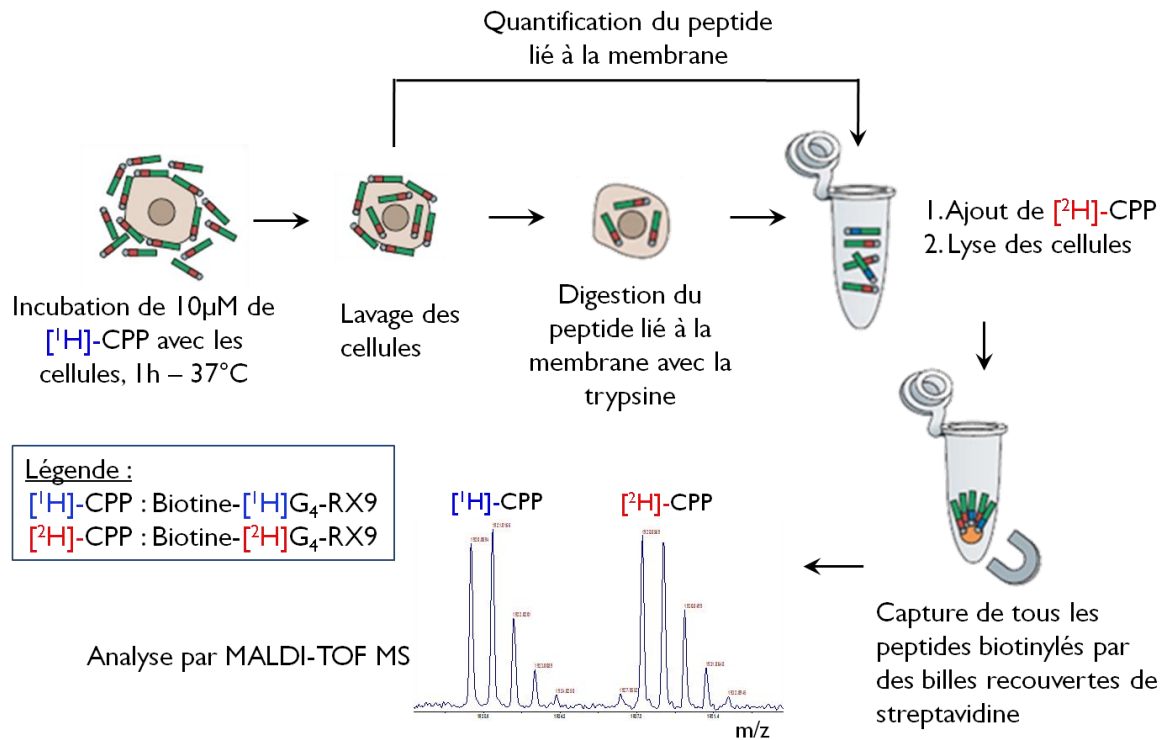 Quantification du peptide
lié à la membrane
Incubation de 10µM de
[¹H]-CPP avec les
cellules, 1h – 37°C
Lavage des
cellules
Digestion du
peptide lié à la
membrane avec la
trypsine
1. Ajout de [²H]-CPP
2. Lyse des cellules
Capture de tous les
peptides biotinylés par
des billes recouvertes de
streptavidine
Légende :
[¹H]-CPP : Biotine-[¹H]G₄-RX9
[²H]-CPP : Biotine-[²H]G₄-RX9
[¹H]-CPP
[²H]-CPP
Analyse par MALDI-TOF MS
m/z